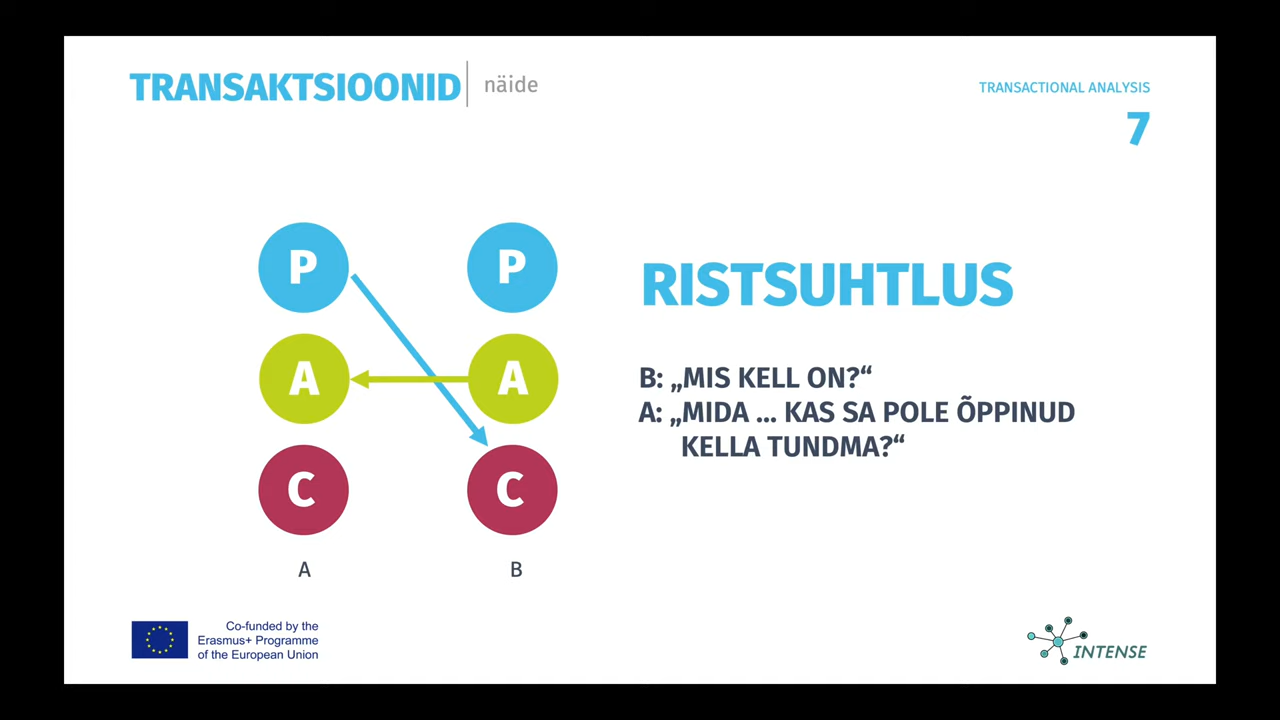 TRANSAKTSIOONID
näide
TRANSACTIONAL ANALYSIS
7
P
P
A
A
C
C
A
B
RISTSUHTLUS
B: „MIS KELL ON?“
A: „MIDA ... KAS SA POLE ÕPPINUD
KELLA TUNDMA?“
Co-funded by the
Erasmus+ Programme
of the European Union
INTENSE